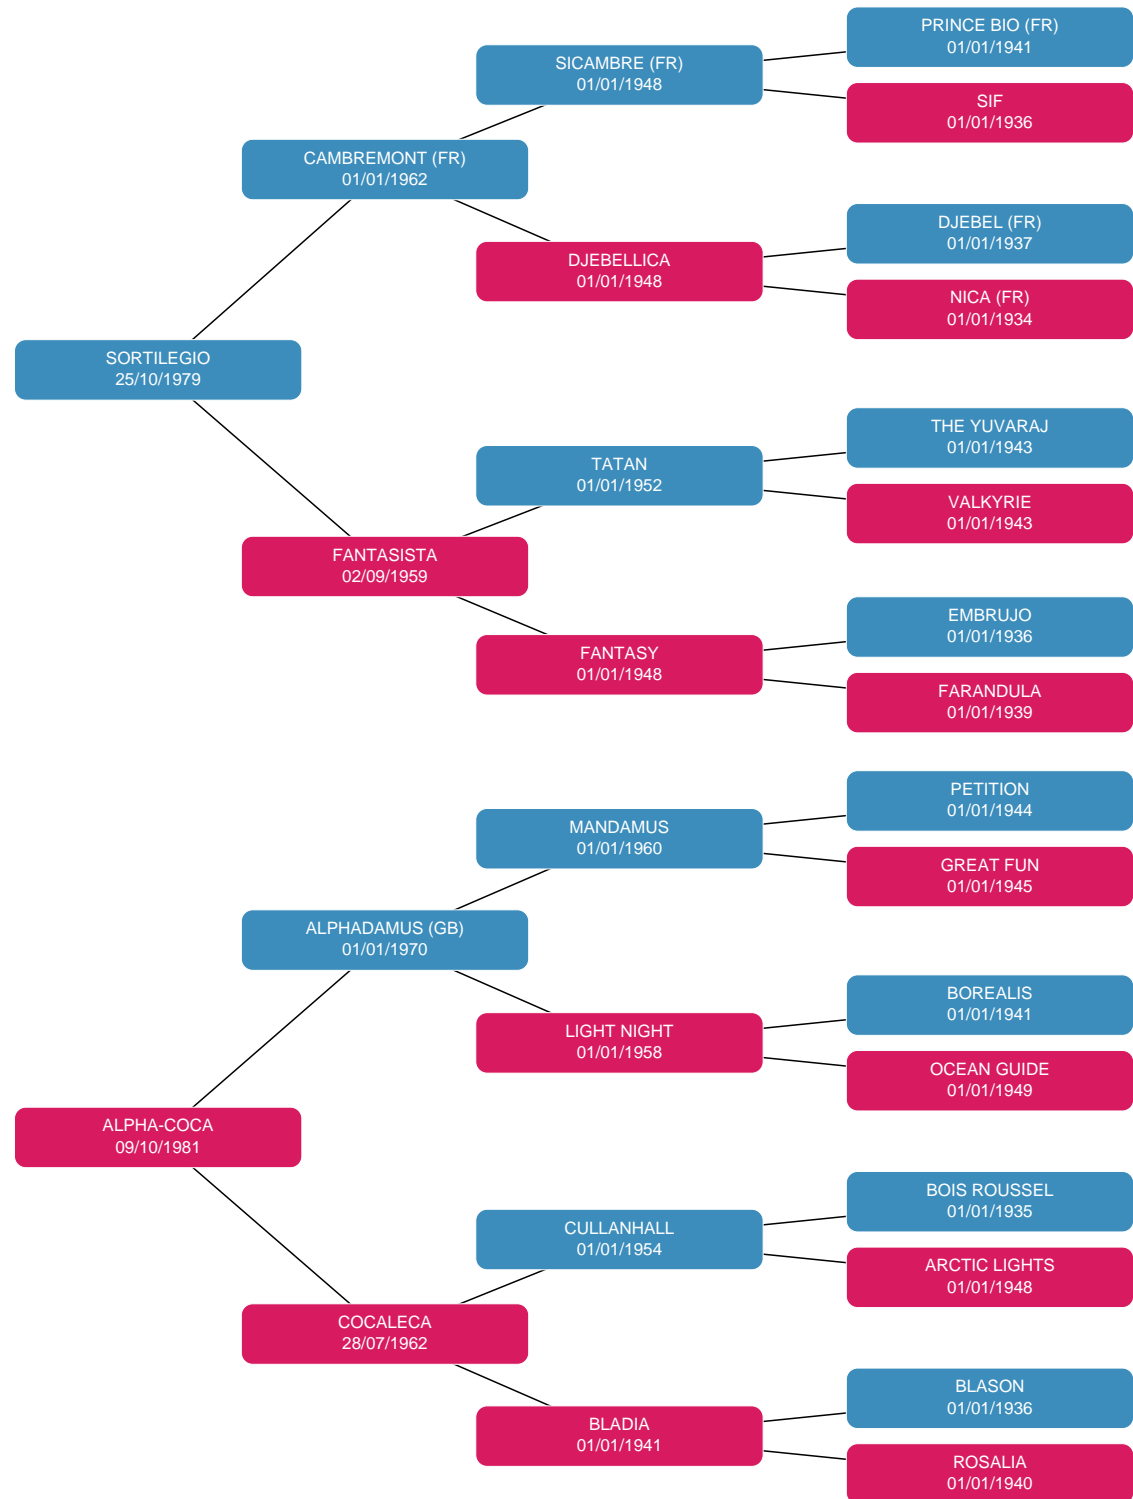 PRINCE BIO (FR)
01/01/1941
SICAMBRE (FR)
01/01/1948
SIF
01/01/1936
CAMBREMONT (FR)
01/01/1962
DJEBEL (FR)
01/01/1937
DJEBELLICA
01/01/1948
NICA (FR)
01/01/1934
SORTILEGIO
25/10/1979
THE YUVARAJ
01/01/1943
TATAN
01/01/1952
VALKYRIE
01/01/1943
FANTASISTA
02/09/1959
EMBRUJO
01/01/1936
FANTASY
01/01/1948
FARANDULA
01/01/1939
PETITION
01/01/1944
MANDAMUS
01/01/1960
GREAT FUN
01/01/1945
ALPHADAMUS (GB)
01/01/1970
BOREALIS
01/01/1941
LIGHT NIGHT
01/01/1958
OCEAN GUIDE
01/01/1949
ALPHA-COCA
09/10/1981
BOIS ROUSSEL
01/01/1935
CULLANHALL
01/01/1954
ARCTIC LIGHTS
01/01/1948
COCALECA
28/07/1962
BLASON
01/01/1936
BLADIA
01/01/1941
ROSALIA
01/01/1940